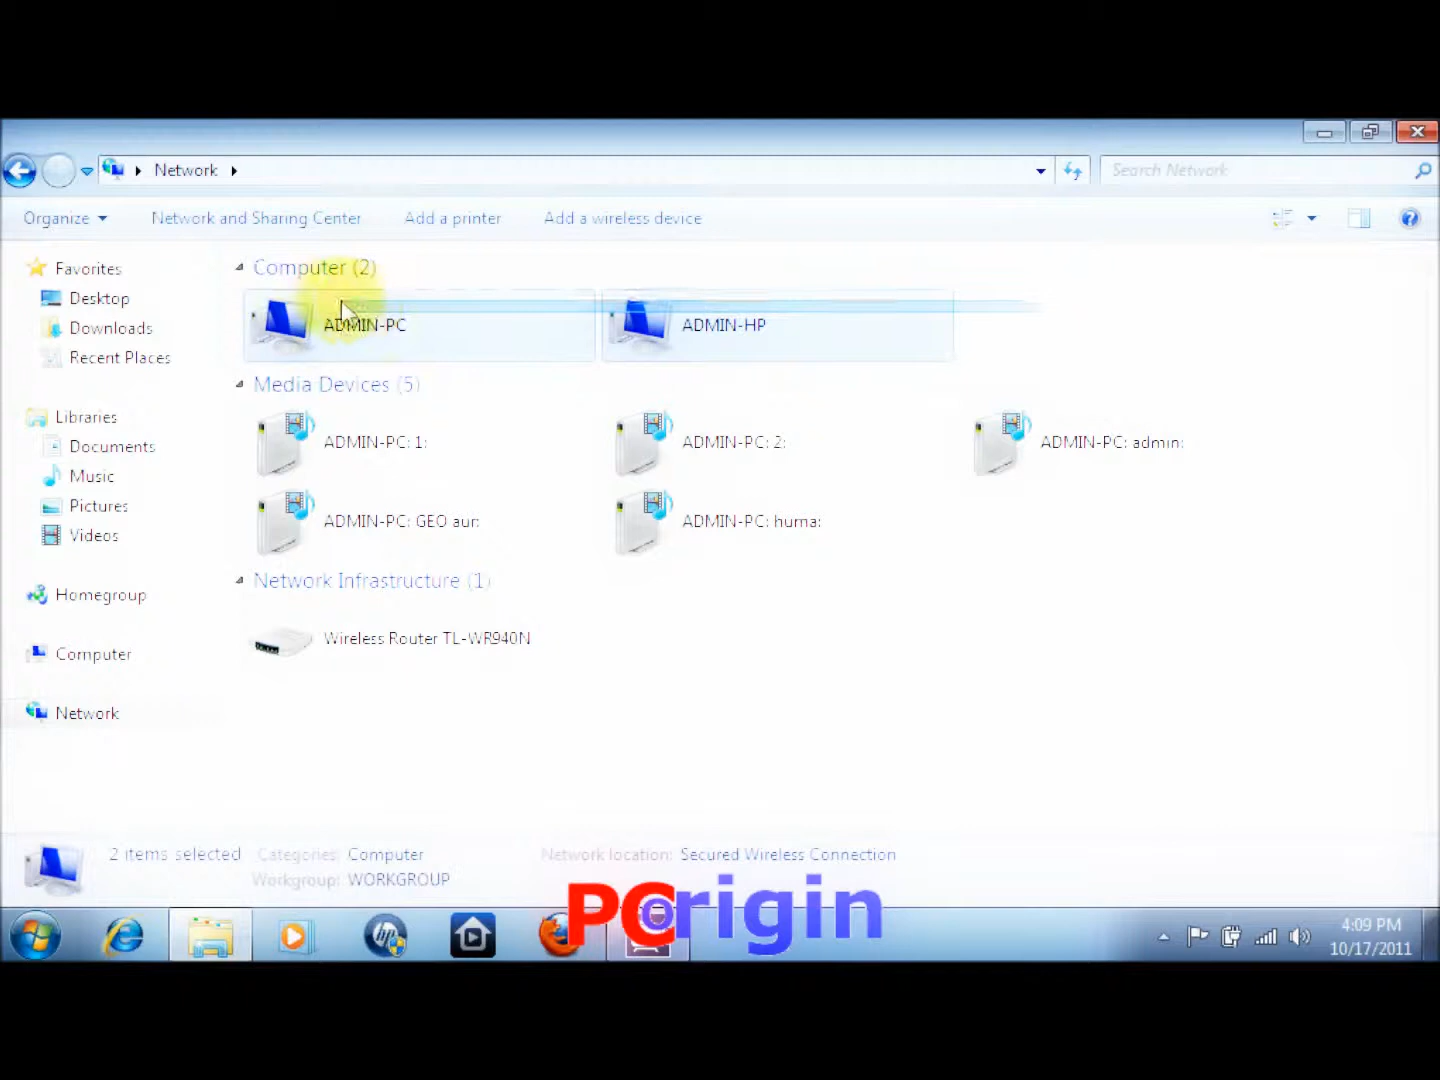 Network
Search Network
Organize
Network and Sharing Center
Add a printer
Add a wireless device
Favorites
Desktop
Downloads
Recent Places
Libraries
Documents
Music
Pictures
Videos
Homegroup
Computer
Network
Computer (2)
ADMIN-PC
ADMIN-HP
Media Devices (5)
ADMIN-PC: 1:
ADMIN-PC: 2:
ADMIN-PC: admin:
ADMIN-PC: GEO aur:
ADMIN-PC: huma:
Network Infrastructure (1)
Wireless Router TL-WR940N
2 items selected
Categories: Computer
Network location: Secured Wireless Connection
Workgroup: WORKGROUP
PCorigin
4:09 PM
10/17/2011